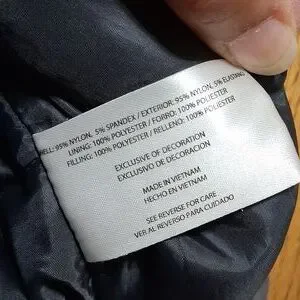 SHELL: 95% NYLON, 5% SPANDEX / EXTERIOR: 95% NYLON, 5% ELASTANO
LINING: 100% POLYESTER / FORRO: 100% POLIESTER
FILLING: 100% POLYESTER / RELLENO: 100% POLIESTER
EXCLUSIVE OF DECORATION
EXCLUSIVO DE DECORACION
MADE IN VIETNAM
HECHO EN VIETNAM
SEE REVERSE FOR CARE
VER AL REVERSO PARA CUIDADO